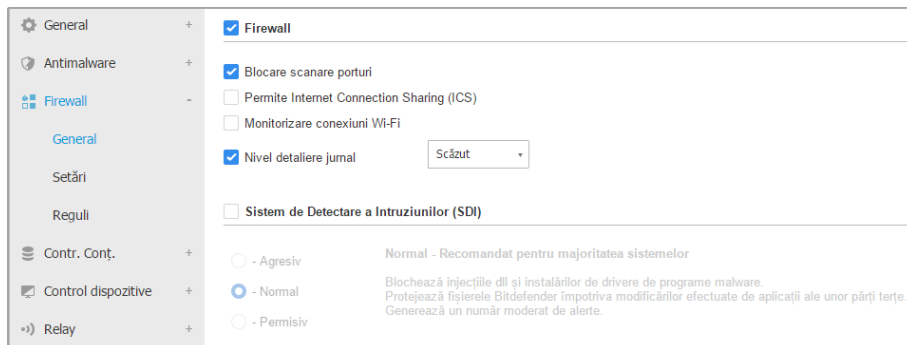 General +
Antimalware +
Firewall -
General
Setări
Reguli
Contr. Conț. +
Control dispozitive +
Relay +
Firewall
Blocare scanare porturi
Permite Internet Connection Sharing (ICS)
Monitorizare conexiuni Wi-Fi
Nivel detaliere jurnal Scăzut
Sistem de Detectare a Intruziunilor (SDI)
- Agresiv
- Normal
- Permisiv
Normal - Recomandat pentru majoritatea sistemelor
Blochează injecțiile dll și instalărilor de drivere de programe malware.
Protejează fișierele Bitdefender împotriva modificărilor efectuate de aplicații ale unor părți terțe.
Generează un număr moderat de alerte.